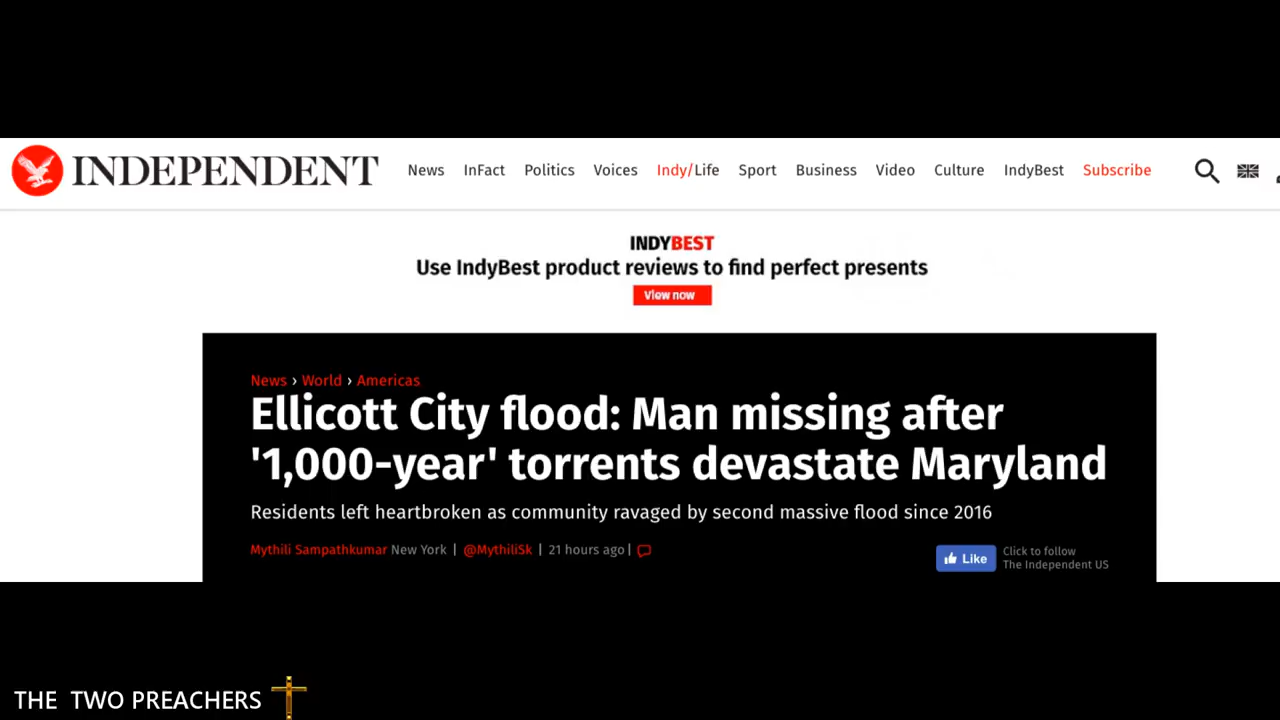 INDEPENDENT News InFact Politics Voices Indy/Life Sport Business Video Culture IndyBest Subscribe
INDYBEST
Use IndyBest product reviews to find perfect presents
View now
News › World › Americas
Ellicott City flood: Man missing after
'1,000-year' torrents devastate Maryland
Residents left heartbroken as community ravaged by second massive flood since 2016
Mythili Sampathkumar New York | @MythiliSk | 21 hours ago |
Like Click to follow
The Independent US
THE TWO PREACHERS